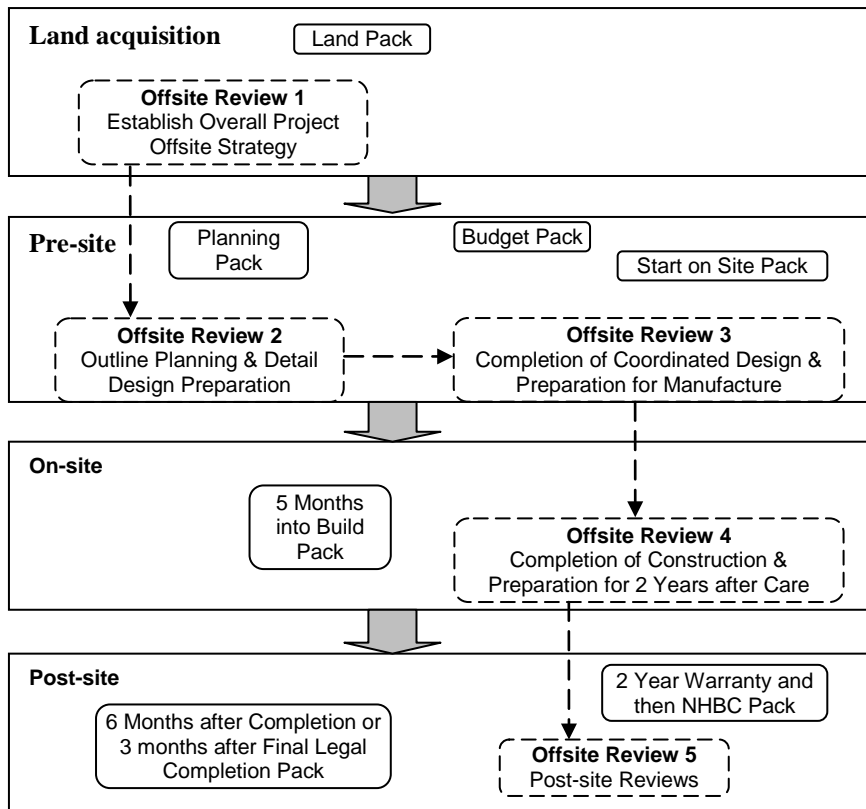 Land acquisition
Land Pack
Offsite Review 1
Establish Overall Project
Offsite Strategy
Pre-site
Planning
Pack
Budget Pack
Start on Site Pack
Offsite Review 2
Outline Planning & Detail
Design Preparation
Offsite Review 3
Completion of Coordinated Design &
Preparation for Manufacture
On-site
5 Months
into Build
Pack
Offsite Review 4
Completion of Construction &
Preparation for 2 Years after Care
Post-site
6 Months after Completion or
3 months after Final Legal
Completion Pack
2 Year Warranty and
then NHBC Pack
Offsite Review 5
Post-site Reviews